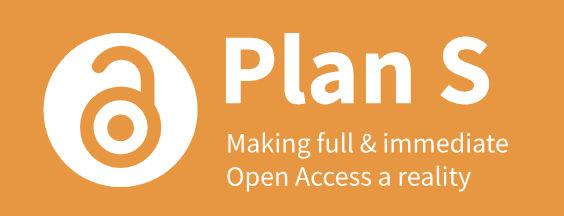 Plan S
Making full & immediate
Open Access a reality